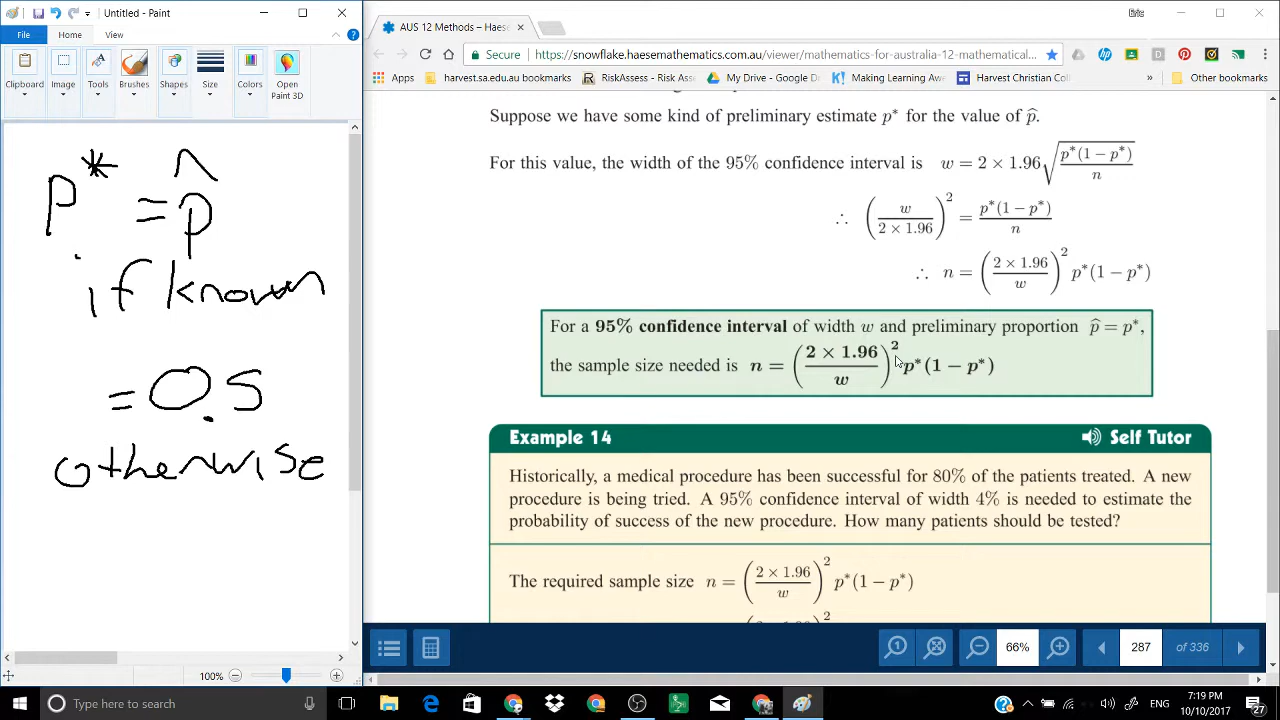 Untitled - Paint
File Home View
Clipboard Image Tools Brushes Shapes Size Open Paint 3D
P* = p̂
if known
= 0.5
otherwise
100%
AUS 12 Methods – Haese
Secure https://snowflake.haesemathematics.com.au/viewer/mathematics-for-australia-12-mathematical...
Apps harvest.sa.edu.au bookmarks RiskAssess - Risk Ass My Drive - Google Making Learning Awe Harvest Christian Co » Other bookmarks
Suppose we have some kind of preliminary estimate p* for the value of p̂.
For this value, the width of the 95% confidence interval is w = 2 × 1.96 √(p*(1 − p*)/n)
∴ (w/(2 × 1.96))² = p*(1 − p*)/n
∴ n = ((2 × 1.96)/w)² p*(1 − p*)
For a 95% confidence interval of width w and preliminary proportion p̂ = p*,
the sample size needed is n = ((2 × 1.96)/w)² p*(1 − p*)
Example 14 Self Tutor
Historically, a medical procedure has been successful for 80% of the patients treated. A new
procedure is being tried. A 95% confidence interval of width 4% is needed to estimate the
probability of success of the new procedure. How many patients should be tested?
The required sample size n = ((2 × 1.96)/w)² p*(1 − p*)
66% 287 of 336
Type here to search
ENG
7:19 PM
10/10/2017
27